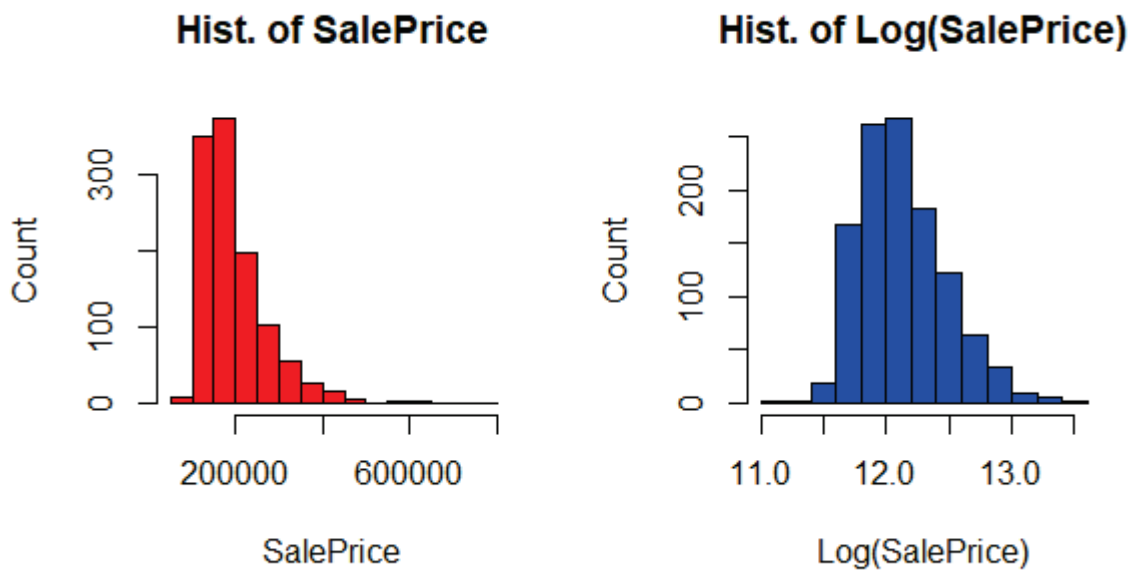 Hist. of SalePrice
Count
300
100
0
200000 600000
SalePrice
Hist. of Log(SalePrice)
Count
200
100
0
11.0 12.0 13.0
Log(SalePrice)